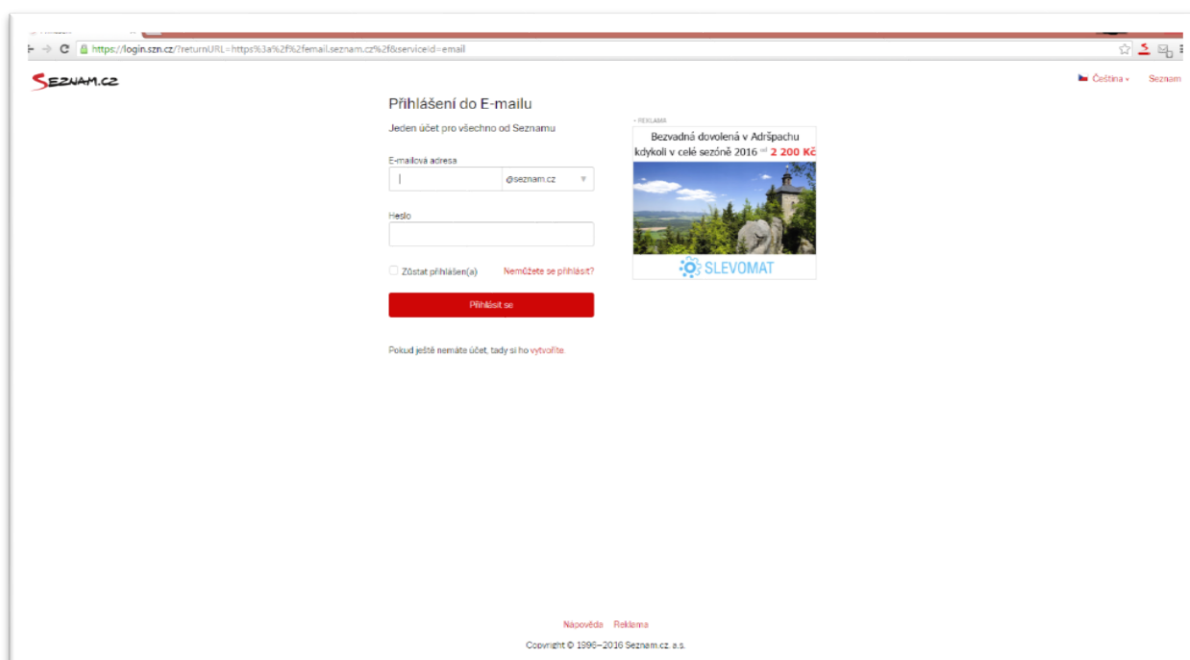 https://login.szn.cz/?returnURL=https%3a%2f%2femail.seznam.cz%2f&serviceid=email
SEZNAM.CZ
Čeština
Seznam
Přihlášení do E-mailu
Jeden účet pro všechno od Seznamu
E-mailová adresa
@seznam.cz
Heslo
Zůstat přihlášen(a) Nemůžete se přihlásit?
Přihlásit se
Pokud ještě nemáte účet, tady si ho vytvořte.
REKLAMA
Bezvadná dovolená v Adršpachu
kdykoli v celé sezóně 2016 od 2 200 Kč
SLEVOMAT
Nápověda Reklama
Copyright © 1996–2016 Seznam.cz, a.s.